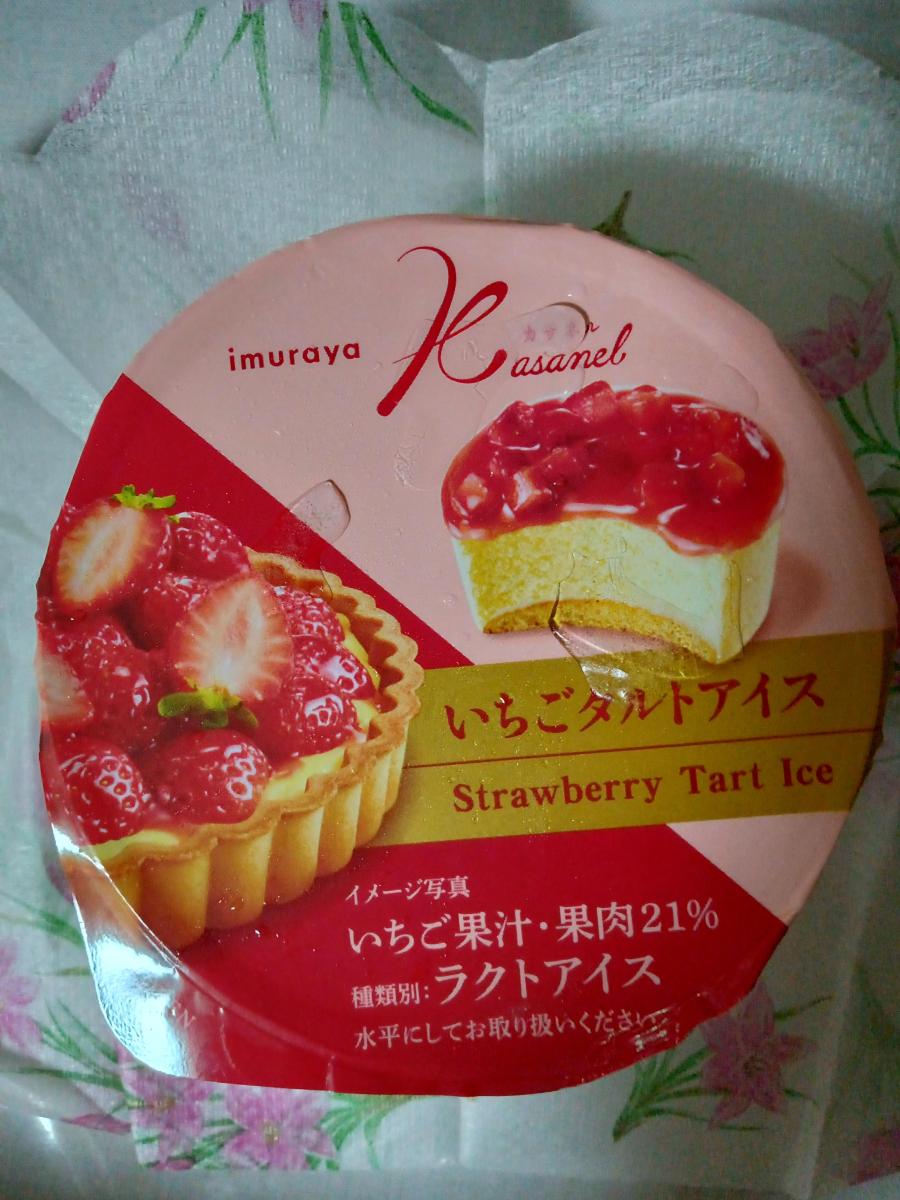 imuraya
Kasanel
カサネル
いちごタルトアイス
Strawberry Tart Ice
イメージ写真
いちご果汁・果肉21%
種類別:ラクトアイス
水平にしてお取り扱いください